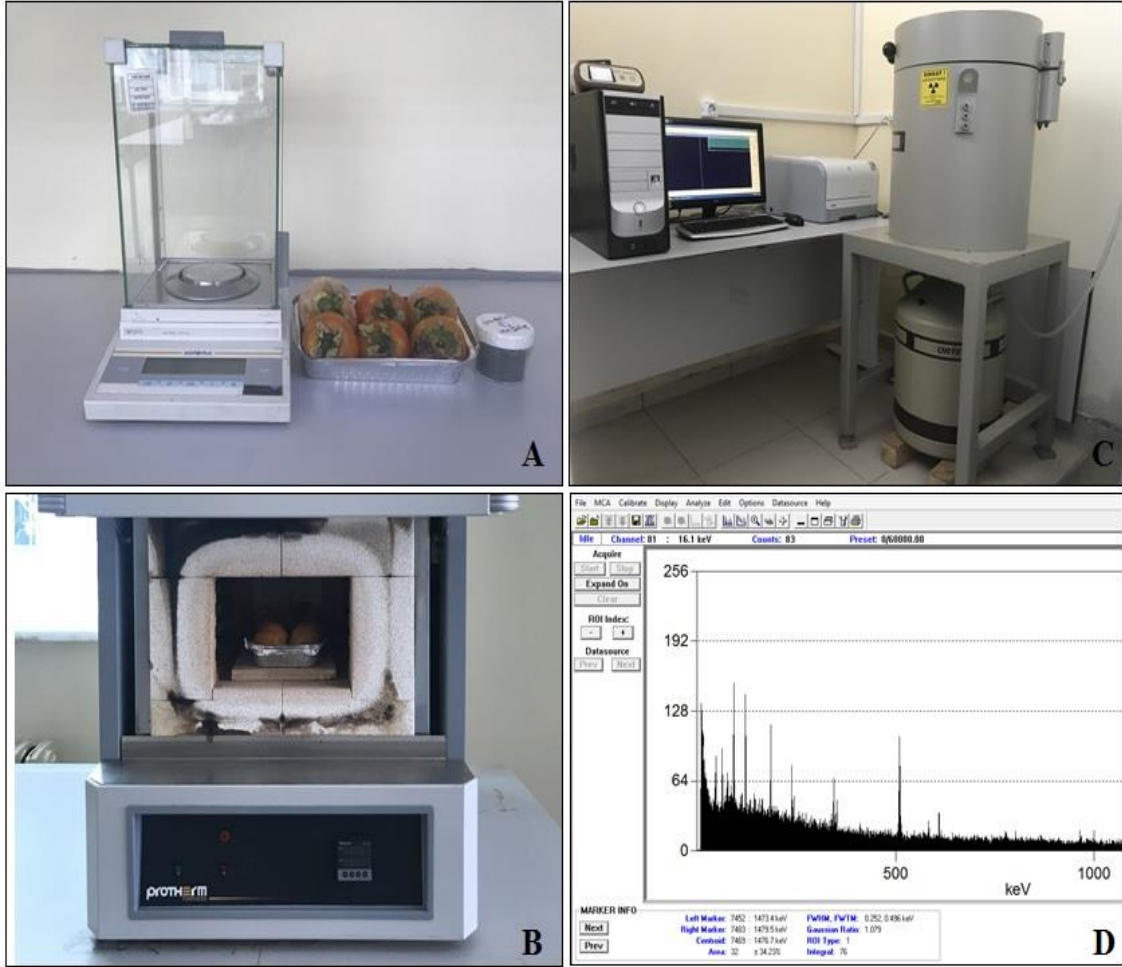 A
DİKKAT !
ORTEC
C
protherm
B
File MCA Calibrate Display Analyze Edit Options Datasource Help
Idle Channel: 81 : 16.1 keV Counts: 83 Preset: 0/60000.00
Acquire
Start Stop
Expand On
Clear
ROI Index:
- +
Datasource
Prev Next
256
192
128
64
0
500 1000
keV
MARKER INFO
Next
Prev
Left Marker: 7452 : 1473.4 keV FWHM, FWTM: 0.252, 0.496 keV
Right Marker: 7483 : 1479.5 keV Gaussian Ratio: 1.079
Centroid: 7469 : 1476.7 keV ROI Type: 1
Area: 32 ± 34.23% Integral: 76
D